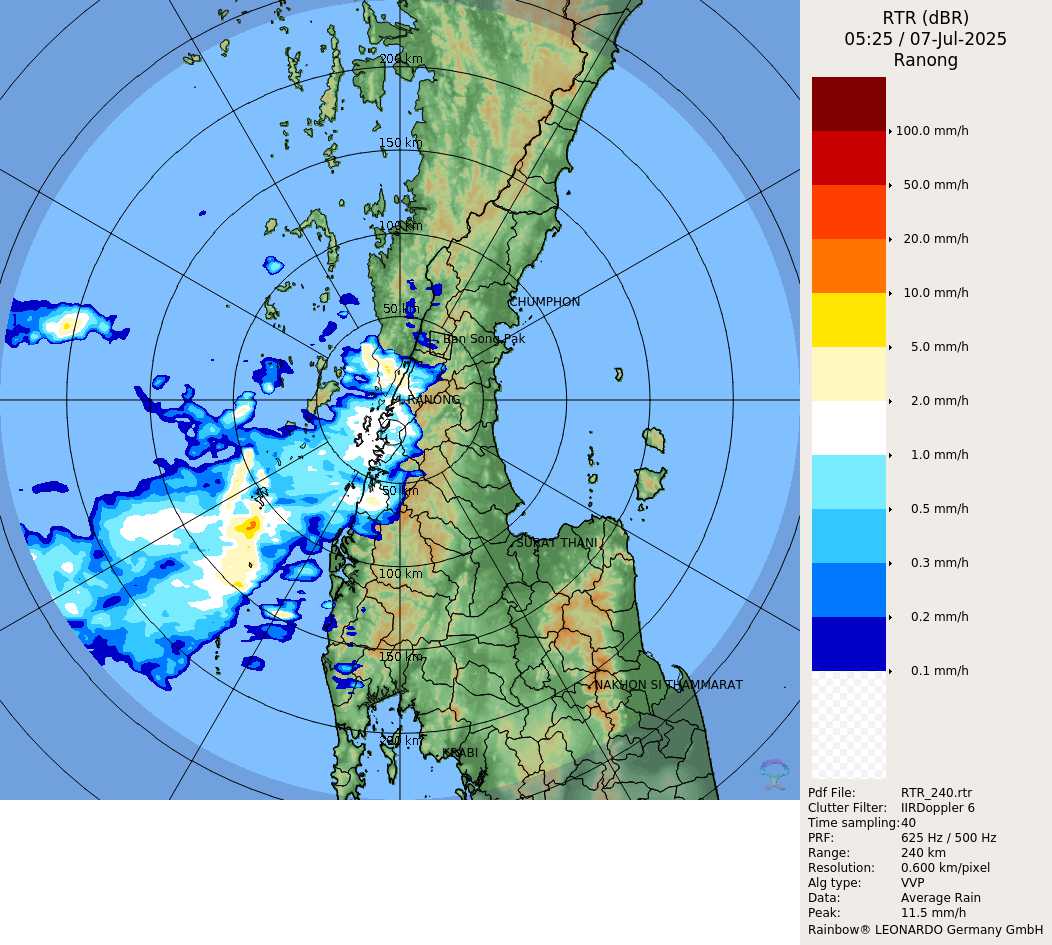 200 km
150 km
100 km
CHUMPHON
50 km
Ban Song Pak
RANONG
50 km
SURAT THANI
100 km
150 km
NAKHON SI THAMMARAT
200 km
KRABI
RTR (dBR)
05:25 / 07-Jul-2025
Ranong
100.0 mm/h
50.0 mm/h
20.0 mm/h
10.0 mm/h
5.0 mm/h
2.0 mm/h
1.0 mm/h
0.5 mm/h
0.3 mm/h
0.2 mm/h
0.1 mm/h
Pdf File: RTR_240.rtr
Clutter Filter: IIRDoppler 6
Time sampling:40
PRF: 625 Hz / 500 Hz
Range: 240 km
Resolution: 0.600 km/pixel
Alg type: VVP
Data: Average Rain
Peak: 11.5 mm/h
Rainbow® LEONARDO Germany GmbH